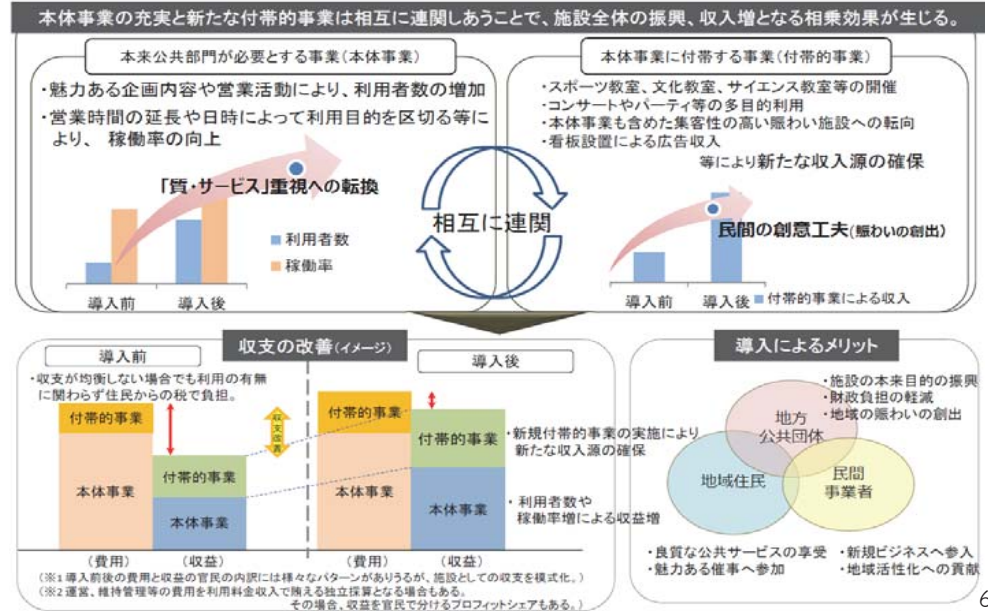 本体事業の充実と新たな付帯的事業は相互に連関しあうことで、施設全体の振興、収入増となる相乗効果が生じる。
本来公共部門が必要とする事業(本体事業)
・魅力ある企画内容や営業活動により、利用者数の増加
・営業時間の延長や日時によって利用目的を区切る等に
より、 稼働率の向上
「質・サービス」重視への転換
利用者数
稼働率
導入前
導入後
相互に連関
本体事業に付帯する事業(付帯的事業)
・スポーツ教室、文化教室、サイエンス教室等の開催
・コンサートやパーティ等の多目的利用
・本体事業も含めた集客性の高い賑わい施設への転向
・看板設置による広告収入
等により新たな収入源の確保
民間の創意工夫(賑わいの創出)
導入前
導入後
付帯的事業による収入
収支の改善(イメージ)
導入前
・収支が均衡しない場合でも利用の有無
に関わらず住民からの税で負担。
付帯的事業
本体事業
付帯的事業
本体事業
(費用)
(収益)
収支改善
導入後
付帯的事業
本体事業
付帯的事業
本体事業
(費用)
(収益)
・新規付帯的事業の実施により
新たな収入源の確保
・ 利用者数や
稼働率増による収益増
(※1 導入前後の費用と収益の官民の内訳には様々なパターンがありうるが、施設としての収支を模式化。)
(※2 運営、維持管理等の費用を利用料金収入で賄える独立採算となる場合もある。
その場合、収益を官民で分けるプロフィットシェアもある。)
導入によるメリット
・施設の本来目的の振興
・財政負担の軽減
・地域の賑わいの創出
地方
公共団体
地域住民
民間
事業者
・良質な公共サービスの享受
・魅力ある催事へ参加
・新規ビジネスへ参入
・地域活性化への貢献
6